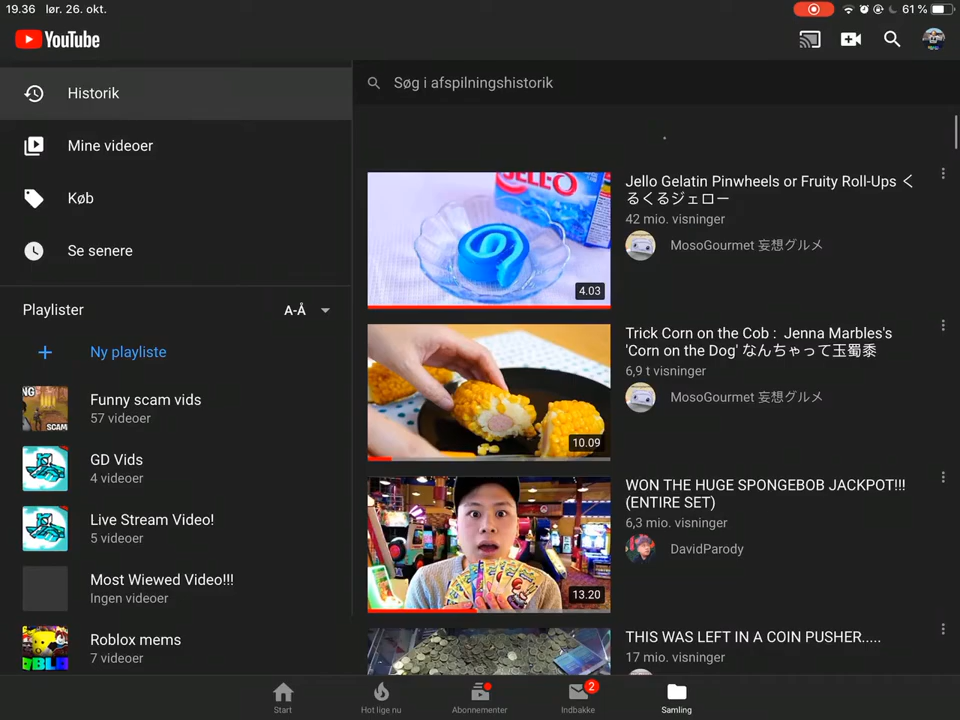 19.36 lør. 26. okt.
61 %
YouTube
Historik
Mine videoer
Køb
Se senere
Playlister
A-Å
Ny playliste
Funny scam vids
57 videoer
GD Vids
4 videoer
Live Stream Video!
5 videoer
Most Wiewed Video!!!
Ingen videoer
Roblox mems
7 videoer
Søg i afspilningshistorik
JELL-O
4.03
Jello Gelatin Pinwheels or Fruity Roll-Ups く
るくるジェロー
42 mio. visninger
MosoGourmet 妄想グルメ
10.09
Trick Corn on the Cob : Jenna Marbles's
'Corn on the Dog' なんちゃって玉蜀黍
6,9 t visninger
MosoGourmet 妄想グルメ
13.20
WON THE HUGE SPONGEBOB JACKPOT!!!
(ENTIRE SET)
6,3 mio. visninger
DavidParody
THIS WAS LEFT IN A COIN PUSHER.....
17 mio. visninger
Start
Hot lige nu
Abonnementer
2
Indbakke
Samling